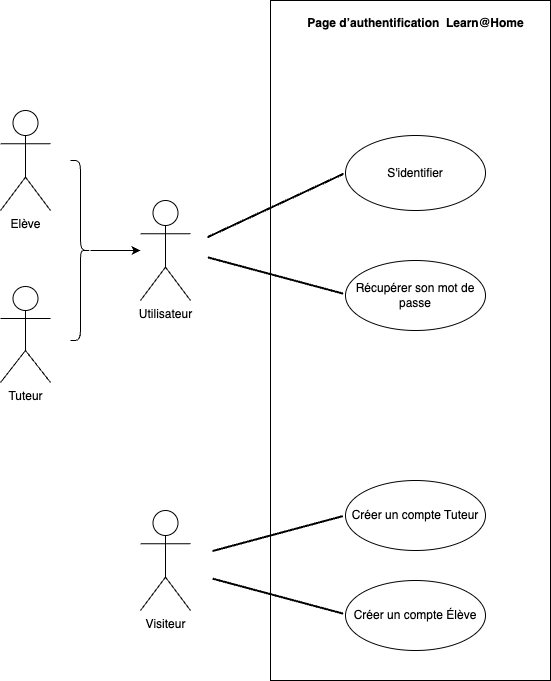 Page d'authentification Learn@Home
S'identifier
Elève
Récupérer son mot de
passe
Utilisateur
Tuteur
Créer un compte Tuteur
Créer un compte Élève
Visiteur